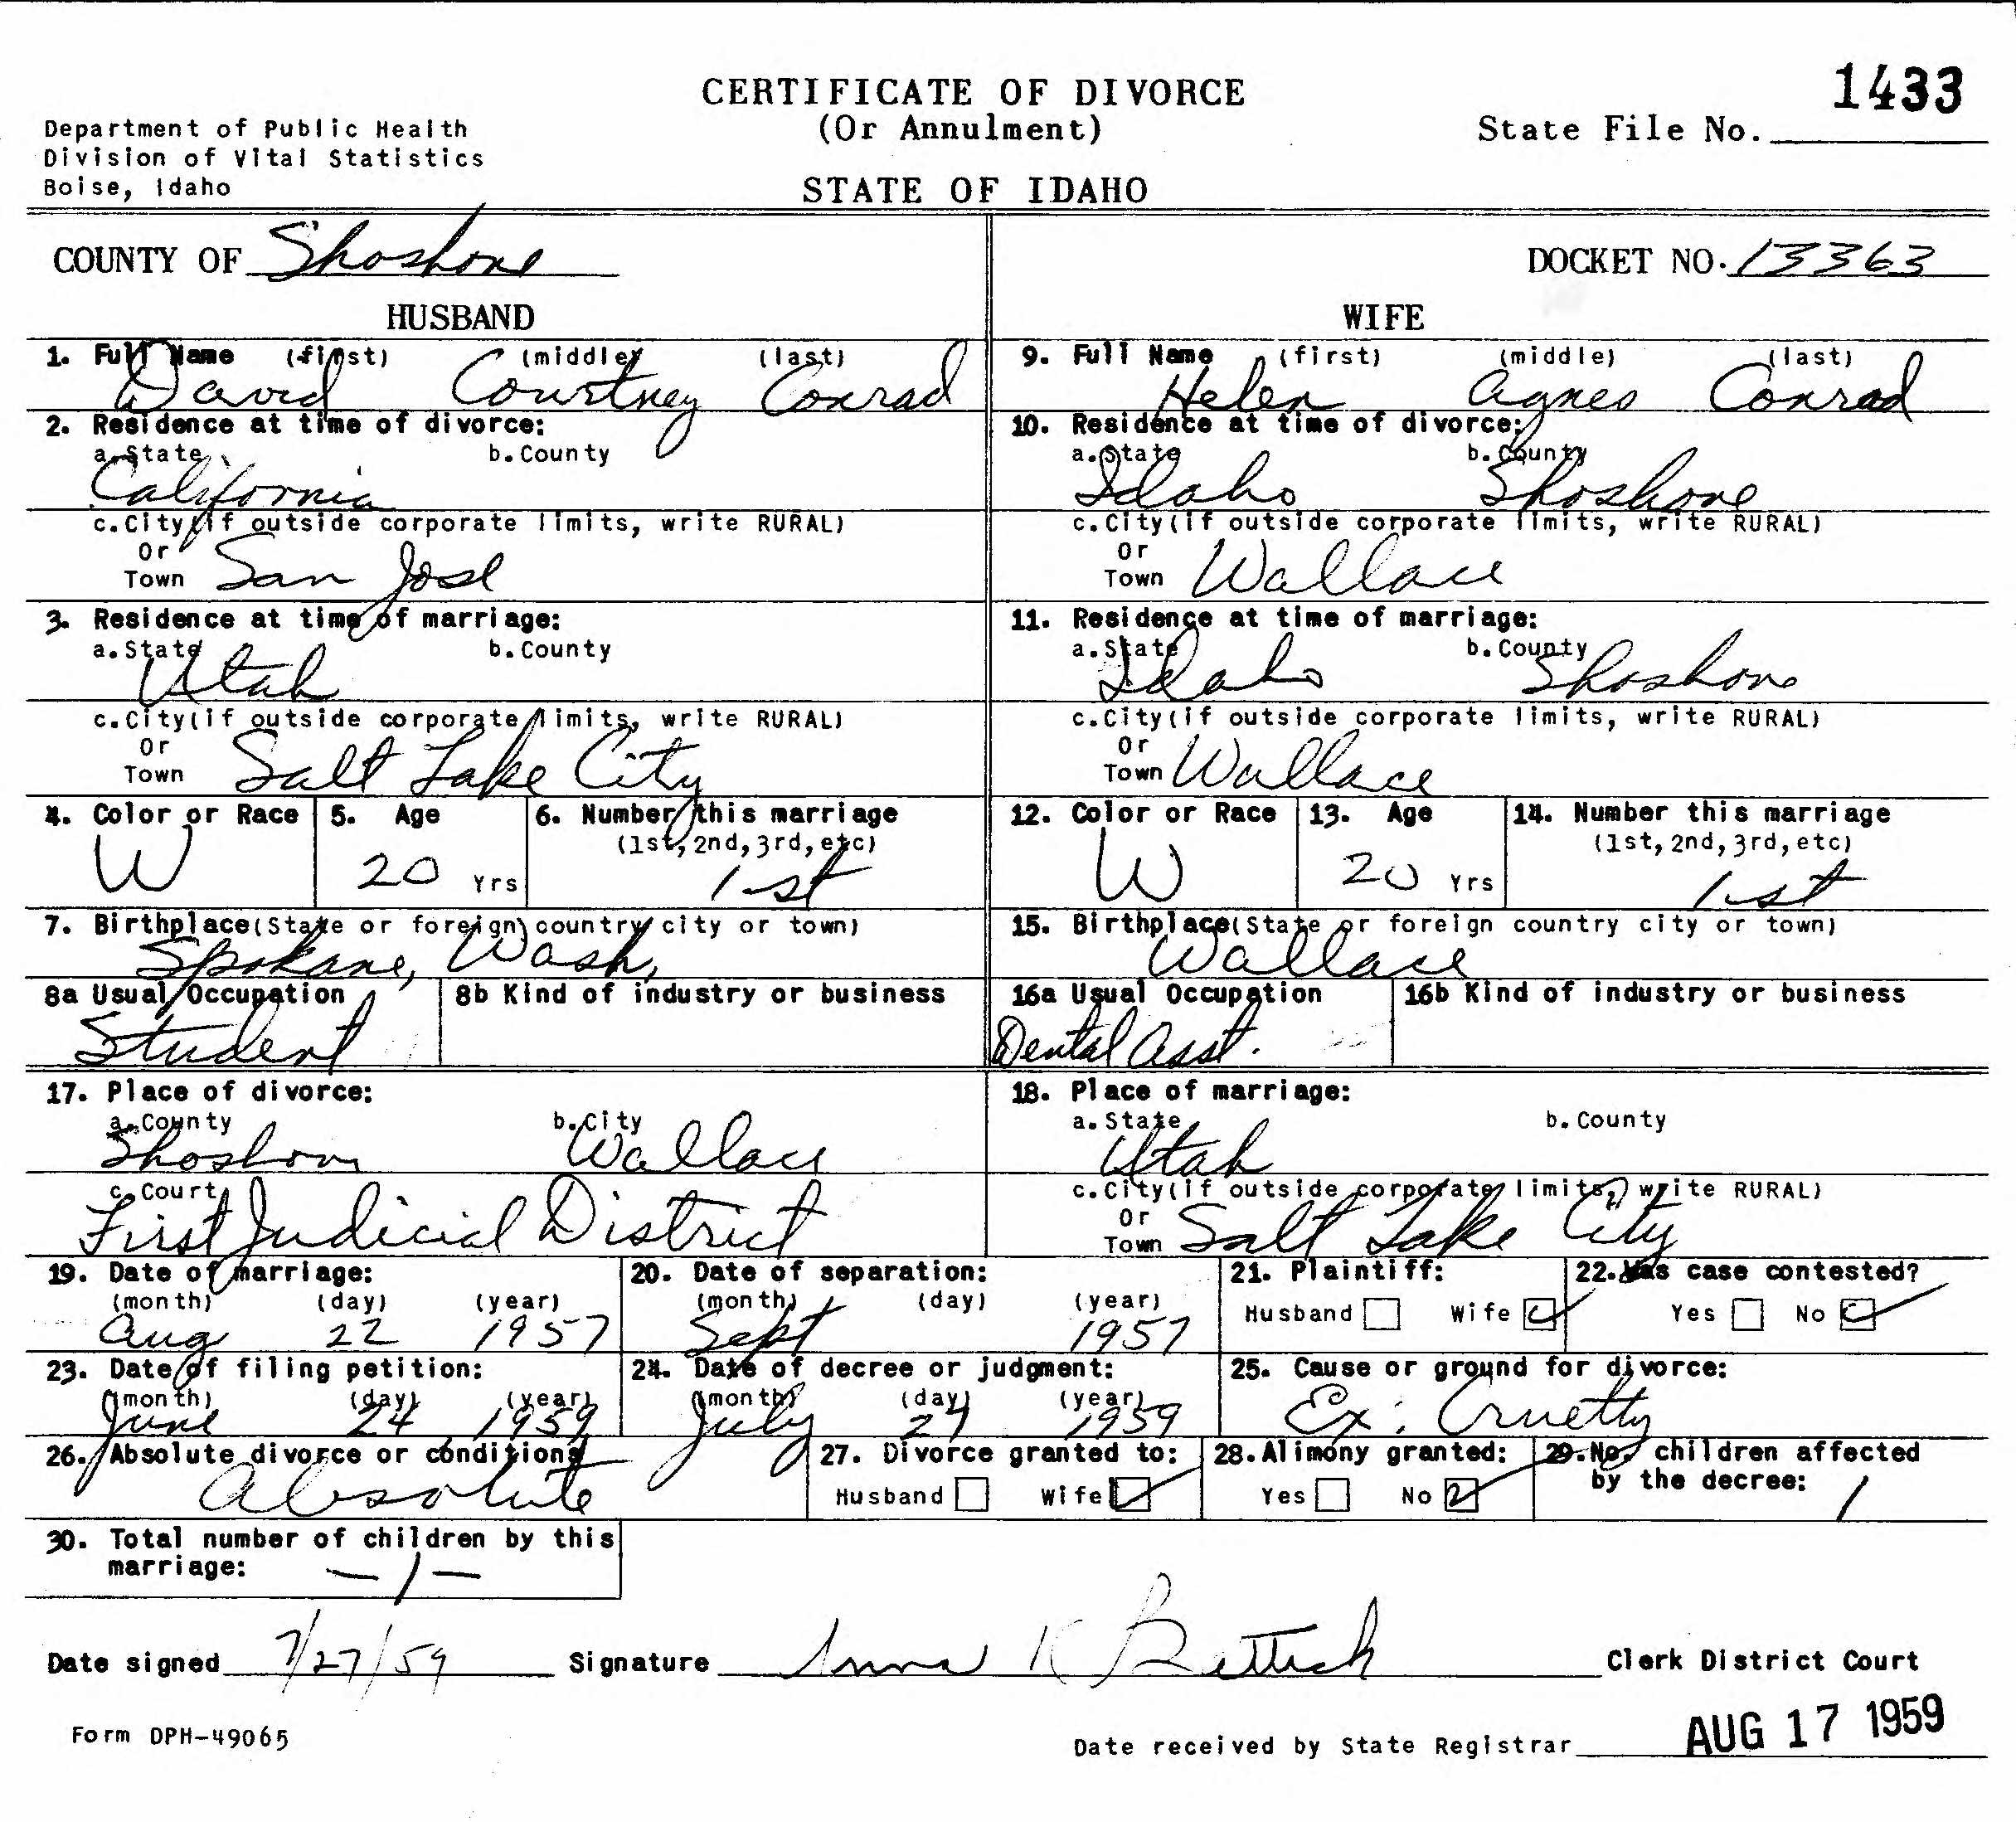 1433
CERTIFICATE OF DIVORCE
(Or Annulment)
State File No.
Department of Public Health
Division of Vital Statistics
Boise, Idaho
STATE OF IDAHO
COUNTY OF Shoshone
DOCKET NO. 13363
HUSBAND
WIFE
1. Full Name (first) (middle) (last)
David Courtney Conrad
9. Full Name (first) (middle) (last)
Helen Agnes Conrad
2. Residence at time of divorce:
a. State b. County
California
c. City (if outside corporate limits, write RURAL)
or
Town San Jose
10. Residence at time of divorce:
a. State b. County
Idaho Shoshone
c. City (if outside corporate limits, write RURAL)
or
Town Wallace
3. Residence at time of marriage:
a. State b. County
Utah
c. City (if outside corporate limits, write RURAL)
or
Town Salt Lake City
11. Residence at time of marriage:
a. State b. County
Idaho Shoshone
c. City (if outside corporate limits, write RURAL)
or
Town Wallace
4. Color or Race
W
5. Age
20 Yrs
6. Number this marriage
(1st, 2nd, 3rd, etc)
1st
12. Color or Race
W
13. Age
20 Yrs
14. Number this marriage
(1st, 2nd, 3rd, etc)
1st
7. Birthplace (State or foreign country city or town)
Spokane, Wash,
15. Birthplace (State or foreign country city or town)
Wallace
8a Usual Occupation
Student
8b Kind of industry or business
16a Usual Occupation
Dental Asst.
16b Kind of industry or business
17. Place of divorce:
a. County b. City
Shoshone Wallace
c. Court
First Judicial District
18. Place of marriage:
a. State b. County
Utah
c. City (if outside corporate limits, write RURAL)
or
Town Salt Lake City
19. Date of marriage:
(month) (day) (year)
Aug 22 1957
20. Date of separation:
(month) (day) (year)
Sept 1957
21. Plaintiff:
Husband Wife
22. Was case contested?
Yes No
23. Date of filing petition:
(month) (day) (year)
June 24 1959
24. Date of decree or judgment:
(month) (day) (year)
July 27 1959
25. Cause or ground for divorce:
Ex. Cruelty
26. Absolute divorce or conditional
Absolute
27. Divorce granted to:
Husband Wife
28. Alimony granted:
Yes No
29. No. children affected
by the decree: 1
30. Total number of children by this
marriage: -1-
Date signed 7/27/59 Signature Anna K Clerk District Court
Form DPH-49065
Date received by State Registrar AUG 17 1959